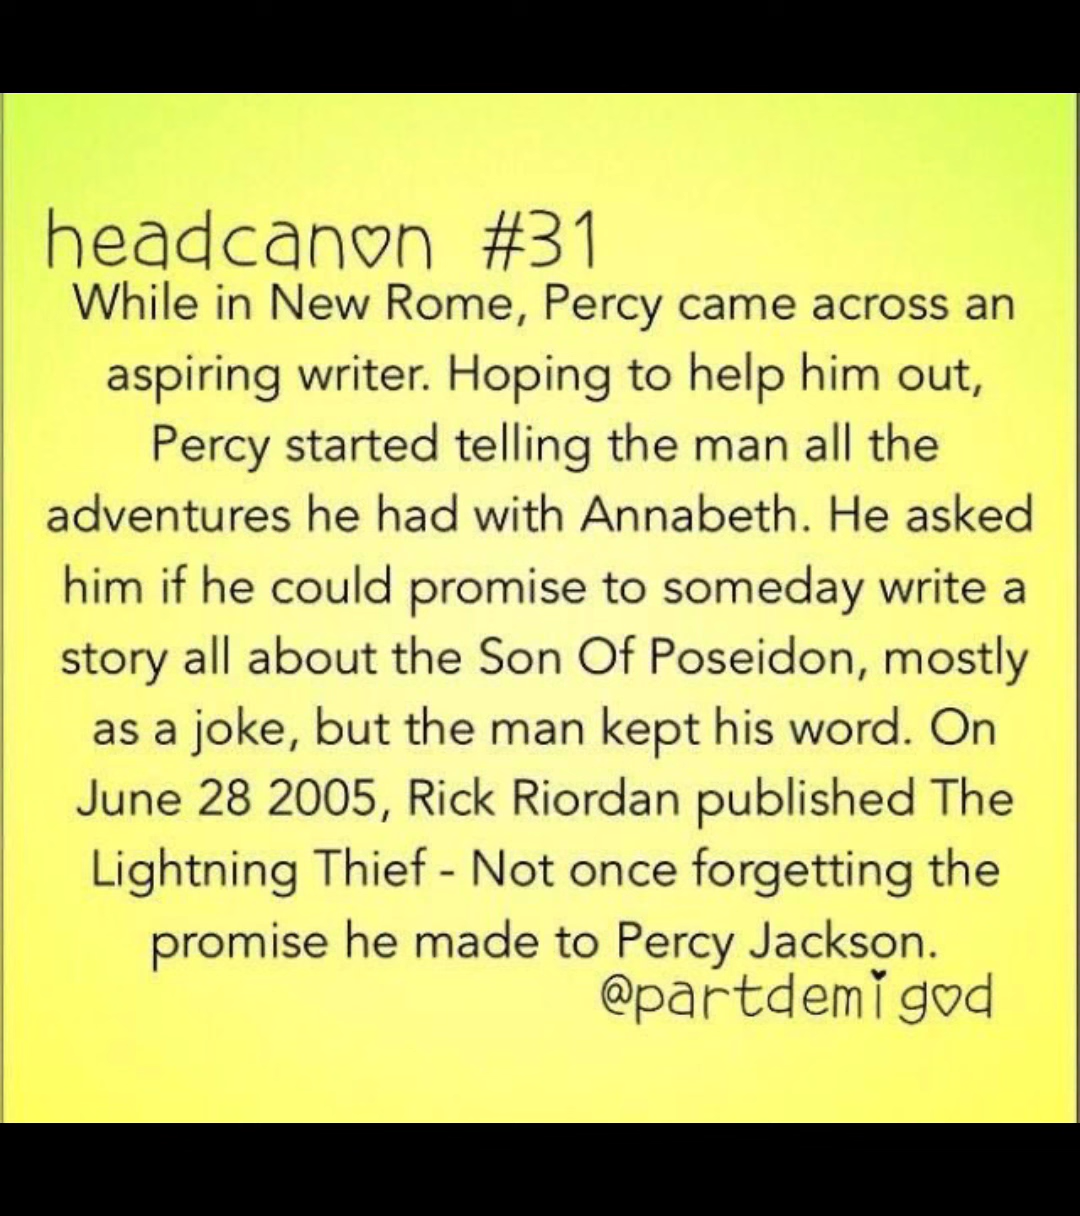 headcanon #31
While in New Rome, Percy came across an
aspiring writer. Hoping to help him out,
Percy started telling the man all the
adventures he had with Annabeth. He asked
him if he could promise to someday write a
story all about the Son Of Poseidon, mostly
as a joke, but the man kept his word. On
June 28 2005, Rick Riordan published The
Lightning Thief - Not once forgetting the
promise he made to Percy Jackson.
@partdemigod